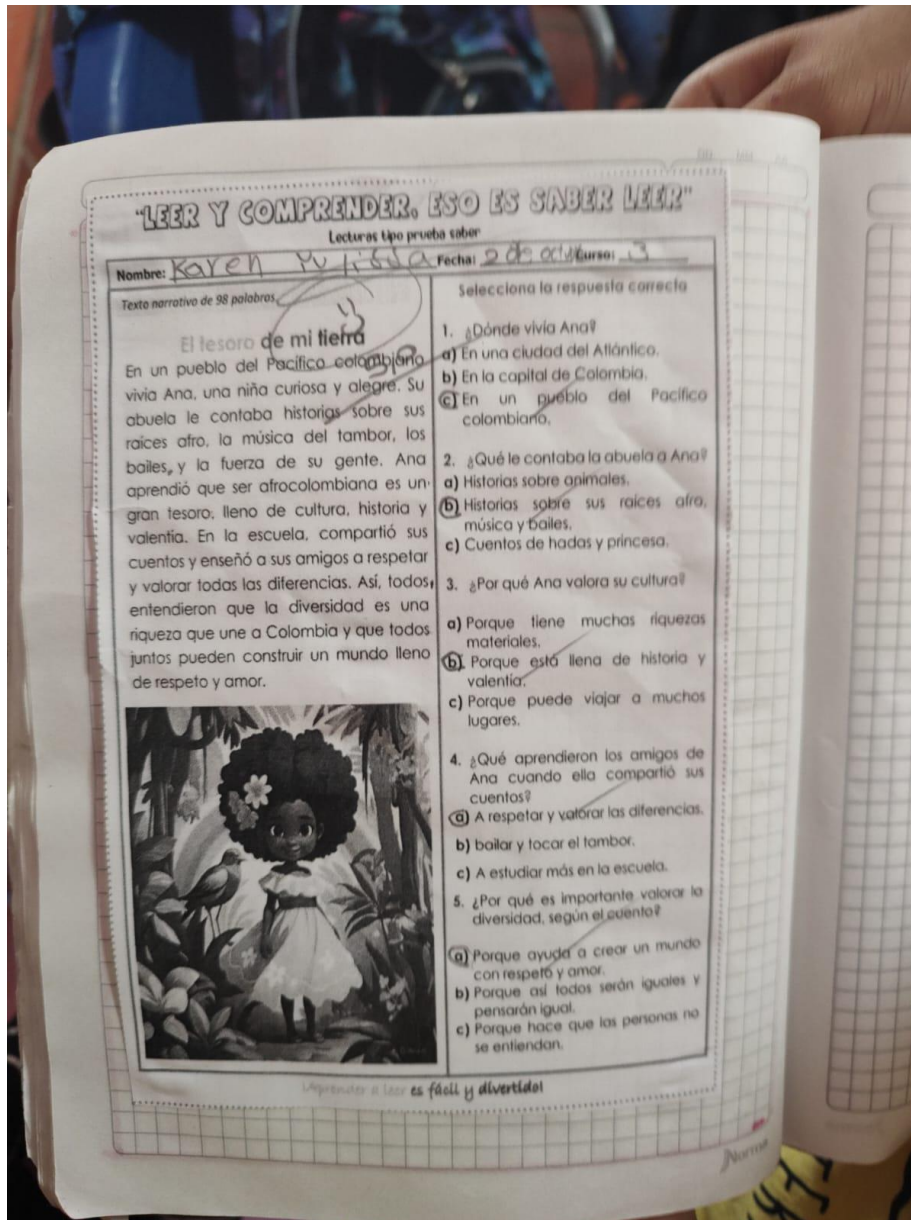 "LEER Y COMPRENDER, ESO ES SABER LEER"
Lecturas tipo prueba saber
Nombre: Karen Yulissa Fecha: 2 de octu Curso: 3
Texto narrativo de 98 palabras.
El tesoro de mi tierra
En un pueblo del Pacífico colombiano
vivía Ana, una niña curiosa y alegre. Su
abuela le contaba historias sobre sus
raíces afro, la música del tambor, los
bailes, y la fuerza de su gente. Ana
aprendió que ser afrocolombiana es un
gran tesoro, lleno de cultura, historia y
valentía. En la escuela, compartió sus
cuentos y enseñó a sus amigos a respetar
y valorar todas las diferencias. Así, todos
entendieron que la diversidad es una
riqueza que une a Colombia y que todos
juntos pueden construir un mundo lleno
de respeto y amor.
Selecciona la respuesta correcta
1. ¿Dónde vivía Ana?
a) En una ciudad del Atlántico.
b) En la capital de Colombia.
c) En un pueblo del Pacífico
colombiano.
2. ¿Qué le contaba la abuela a Ana?
a) Historias sobre animales.
b) Historias sobre sus raíces afro,
música y bailes.
c) Cuentos de hadas y princesa.
3. ¿Por qué Ana valora su cultura?
a) Porque tiene muchas riquezas
materiales.
b) Porque está llena de historia y
valentía.
c) Porque puede viajar a muchos
lugares.
4. ¿Qué aprendieron los amigos de
Ana cuando ella compartió sus
cuentos?
a) A respetar y valorar las diferencias.
b) bailar y tocar el tambor.
c) A estudiar más en la escuela.
5. ¿Por qué es importante valorar la
diversidad, según el cuento?
a) Porque ayuda a crear un mundo
con respeto y amor.
b) Porque así todos serán iguales y
pensarán igual.
c) Porque hace que las personas no
se entiendan.
¡Aprender a leer es fácil y divertido!
Norma